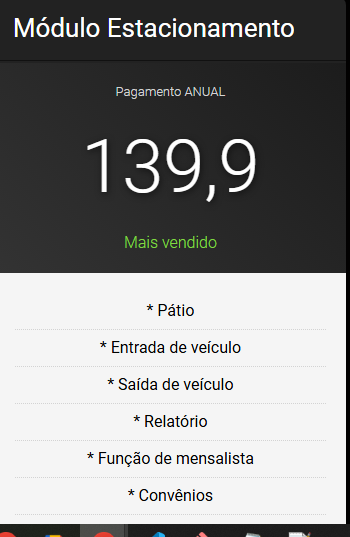 Módulo Estacionamento
Pagamento ANUAL
139,9
Mais vendido
* Pátio
* Entrada de veículo
* Saída de veículo
* Relatório
* Função de mensalista
* Convênios